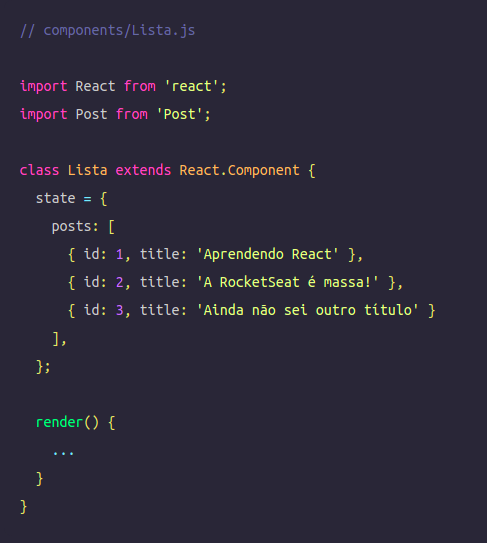 // components/Lista.js
import React from 'react';
import Post from 'Post';
class Lista extends React.Component {
state = {
posts: [
{ id: 1, title: 'Aprendendo React' },
{ id: 2, title: 'A RocketSeat é massa!' },
{ id: 3, title: 'Ainda não sei outro título' }
],
};
render() {
...
}
}